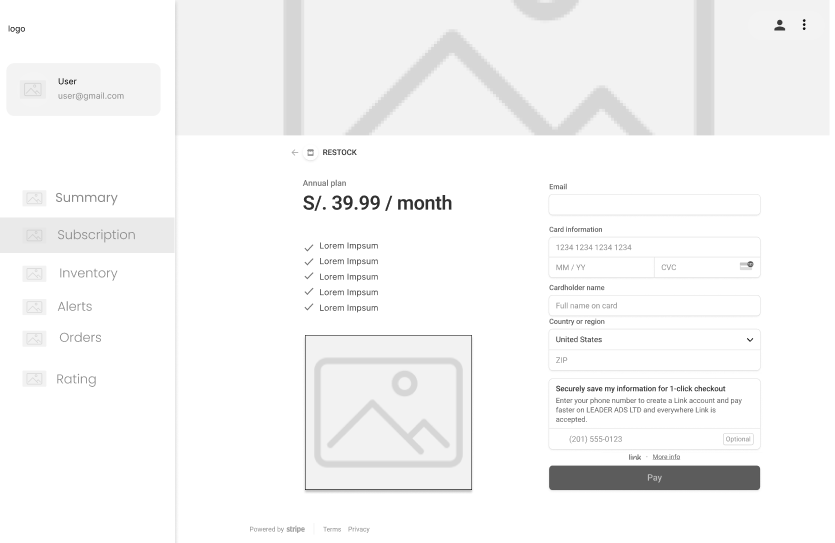 logo
User
user@gmail.com
Summary
Subscription
Inventory
Alerts
Orders
Rating
RESTOCK
Annual plan
S/. 39.99 / month
Lorem Impsum
Lorem Impsum
Lorem Impsum
Lorem Impsum
Lorem Impsum
Email
Card information
1234 1234 1234 1234
MM / YY
CVC
Cardholder name
Full name on card
Country or region
United States
ZIP
Securely save my information for 1-click checkout
Enter your phone number to create a Link account and pay
faster on LEADER ADS LTD and everywhere Link is
accepted.
(201) 555-0123
Optional
link · More info
Pay
Powered by stripe
Terms Privacy